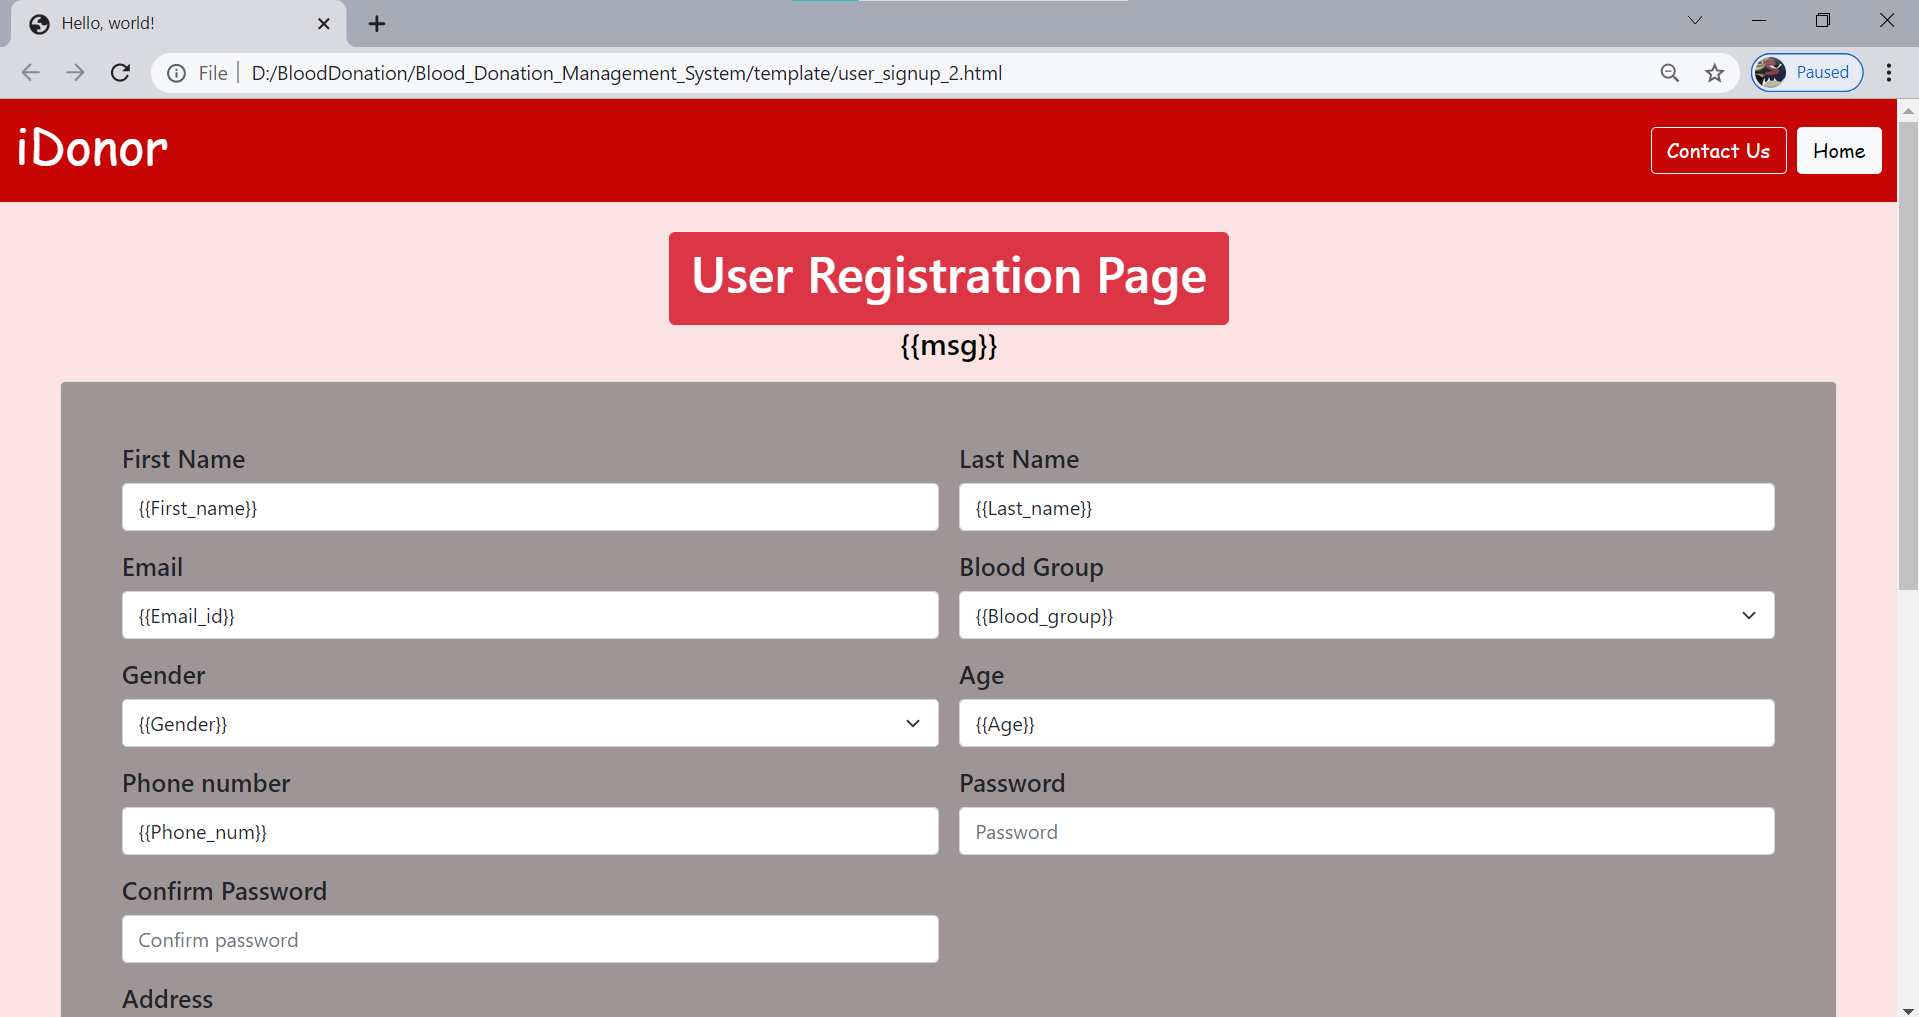 Hello, world!
File D:/BloodDonation/Blood_Donation_Management_System/template/user_signup_2.html Paused
iDonor Contact Us Home
User Registration Page
{{msg}}
First Name Last Name
{{First_name}} {{Last_name}}
Email Blood Group
{{Email_id}} {{Blood_group}}
Gender Age
{{Gender}} {{Age}}
Phone number Password
{{Phone_num}} Password
Confirm Password
Confirm password
Address